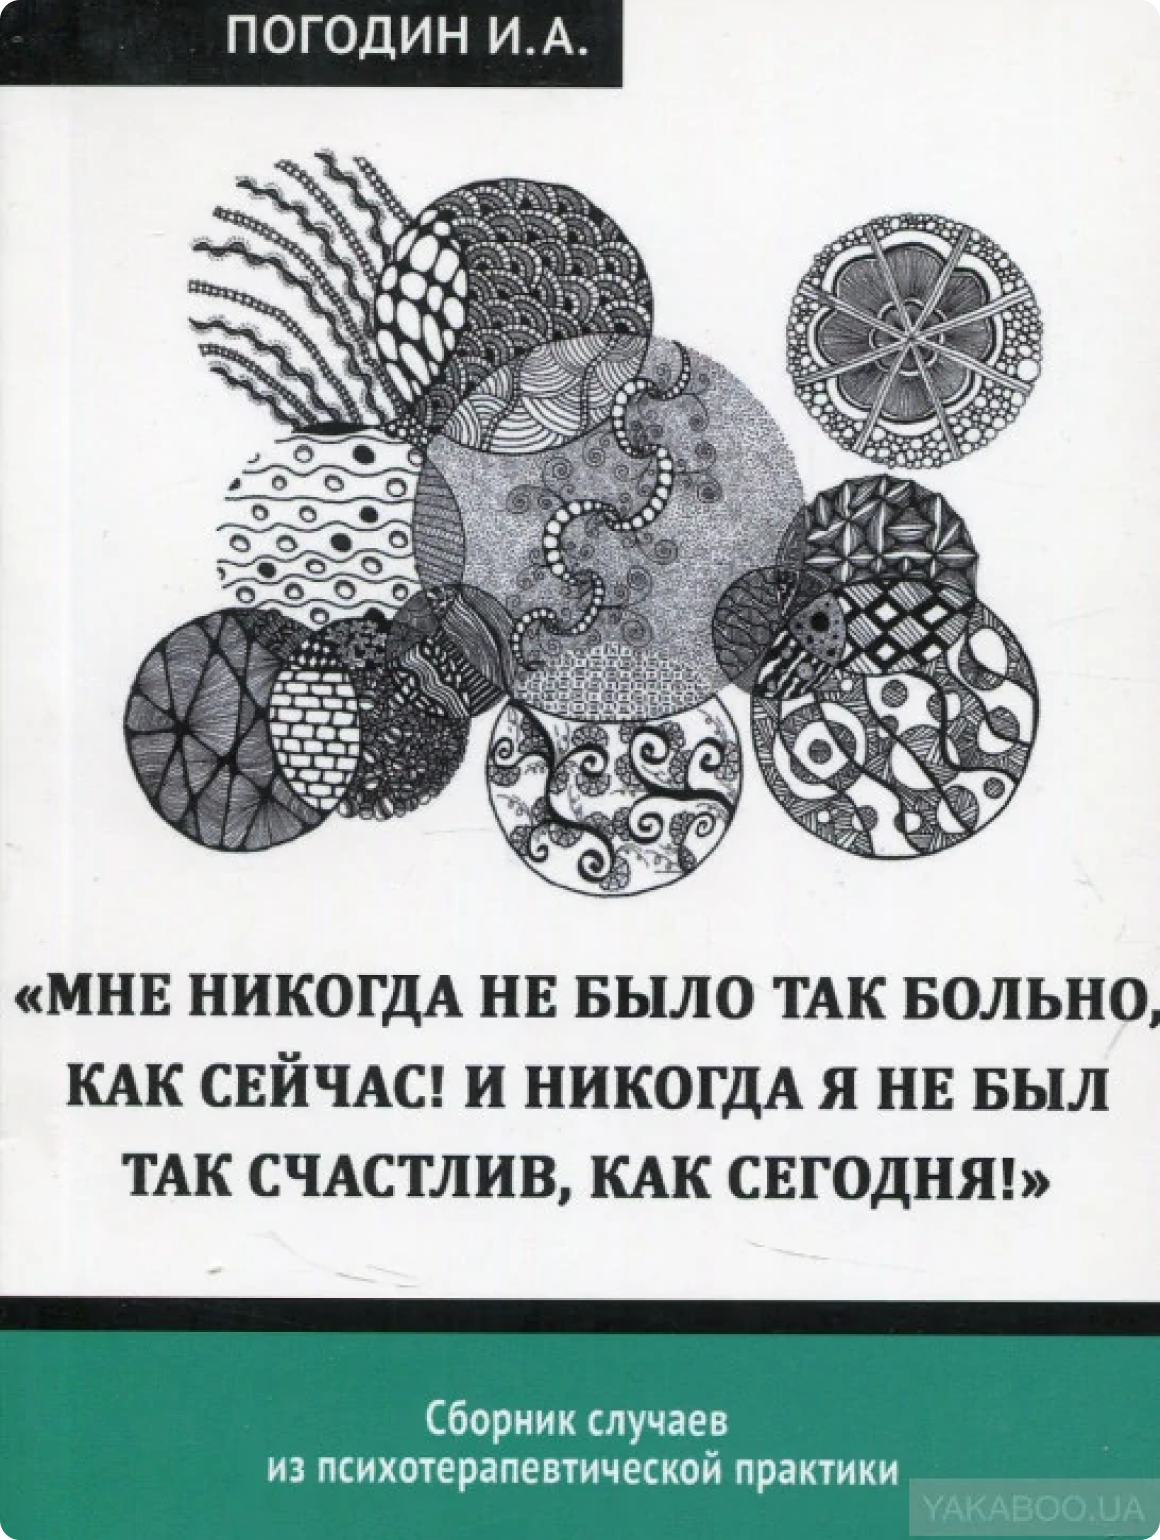 ПОГОДИН И.А.
«МНЕ НИКОГДА НЕ БЫЛО ТАК БОЛЬНО,
КАК СЕЙЧАС! И НИКОГДА Я НЕ БЫЛ
ТАК СЧАСТЛИВ, КАК СЕГОДНЯ!»
Сборник случаев
из психотерапевтической практики
YAKABOO.UA